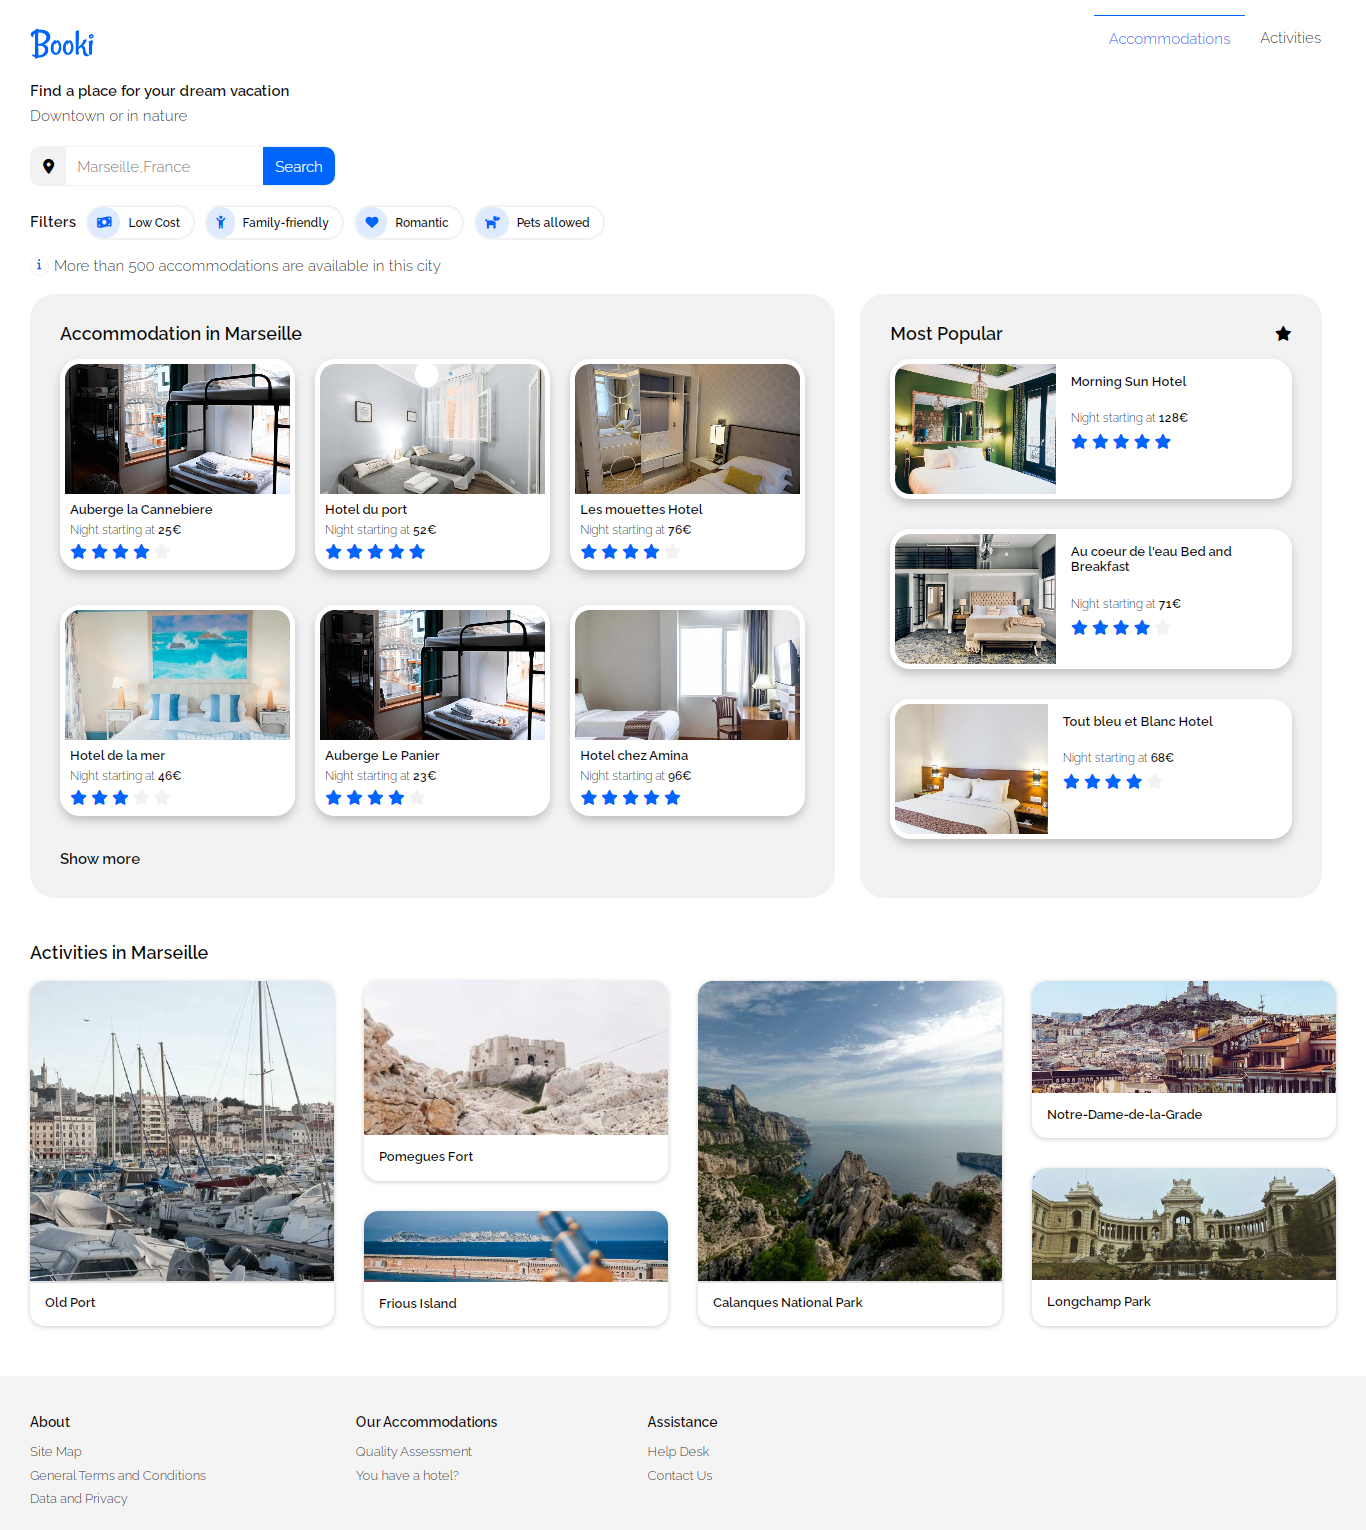 Booki
Accommodations
Activities
Find a place for your dream vacation
Downtown or in nature
Marseille,France
Search
Filters
Low Cost
Family-friendly
Romantic
Pets allowed
More than 500 accommodations are available in this city
Accommodation in Marseille
Auberge la Cannebiere
Night starting at 25€
Hotel du port
Night starting at 52€
Les mouettes Hotel
Night starting at 76€
Hotel de la mer
Night starting at 46€
Auberge Le Panier
Night starting at 23€
Hotel chez Amina
Night starting at 96€
Show more
Most Popular
Morning Sun Hotel
Night starting at 128€
Au coeur de l'eau Bed and
Breakfast
Night starting at 71€
Tout bleu et Blanc Hotel
Night starting at 68€
Activities in Marseille
Old Port
Pomegues Fort
Frious Island
Calanques National Park
Notre-Dame-de-la-Grade
Longchamp Park
About
Site Map
General Terms and Conditions
Data and Privacy
Our Accommodations
Quality Assessment
You have a hotel?
Assistance
Help Desk
Contact Us